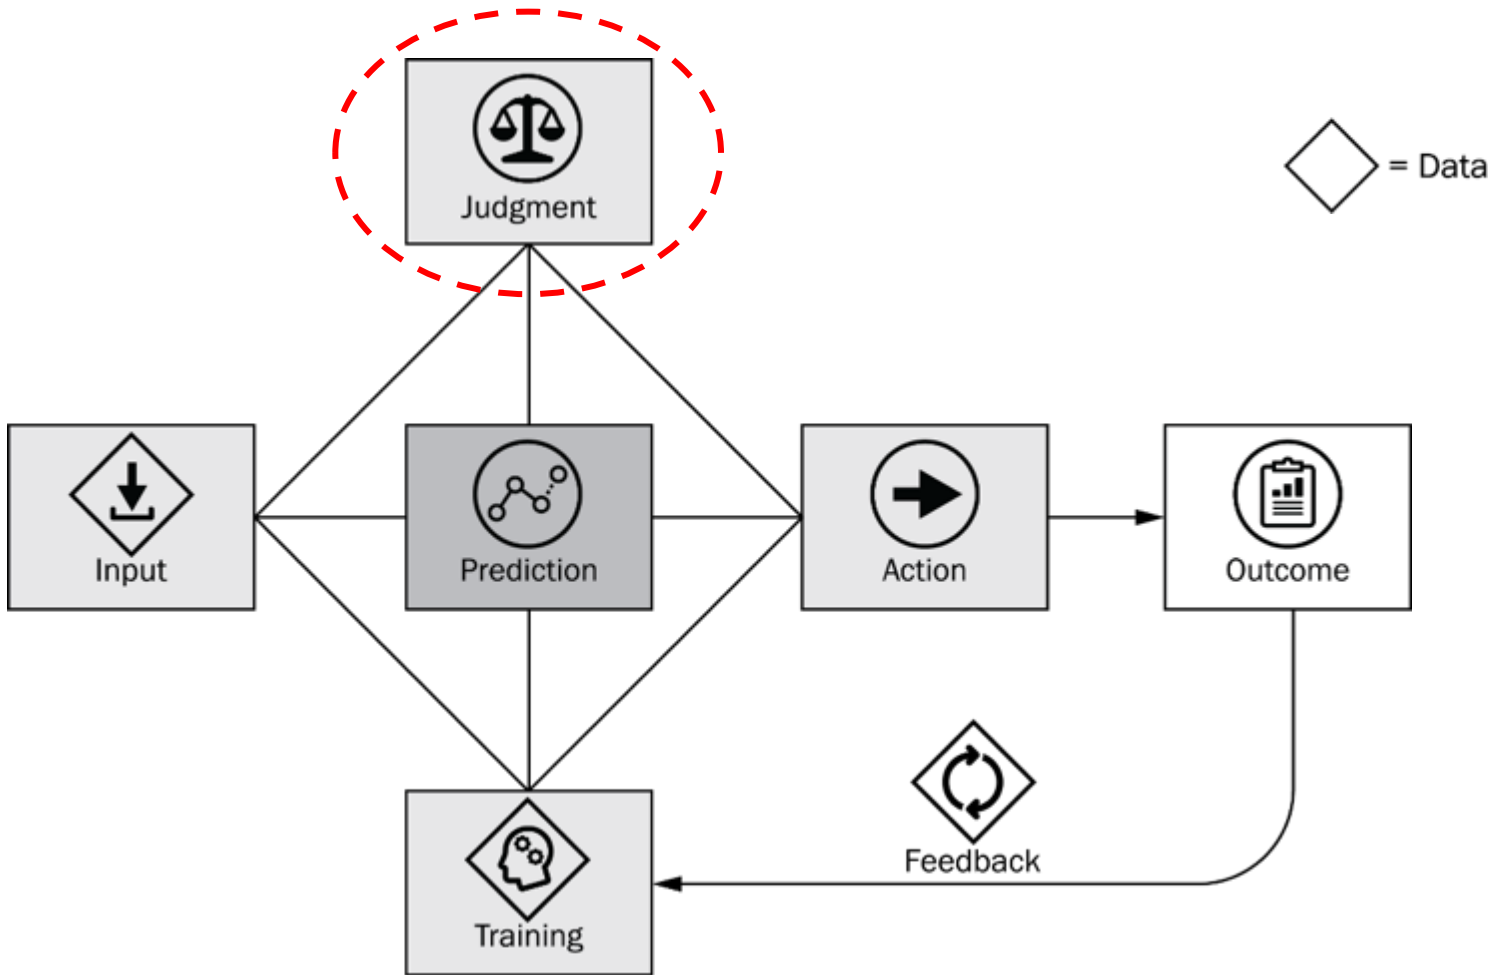 Judgment
= Data
Input
Prediction
Action
Outcome
Feedback
Training